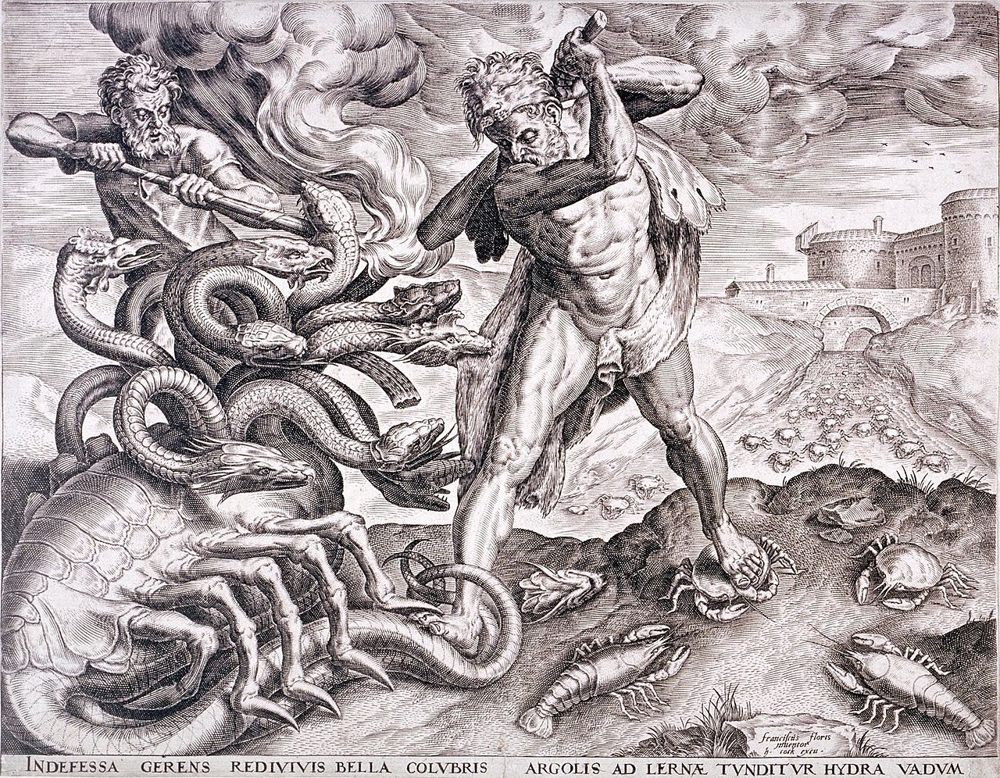 franciscus floris
inventor
h. cock excu.
INDEFESSA GERENS REDIVIVIS BELLA COLVBRIS ARGOLIS AD LERNÆ TVNDITVR HYDRA VADVM